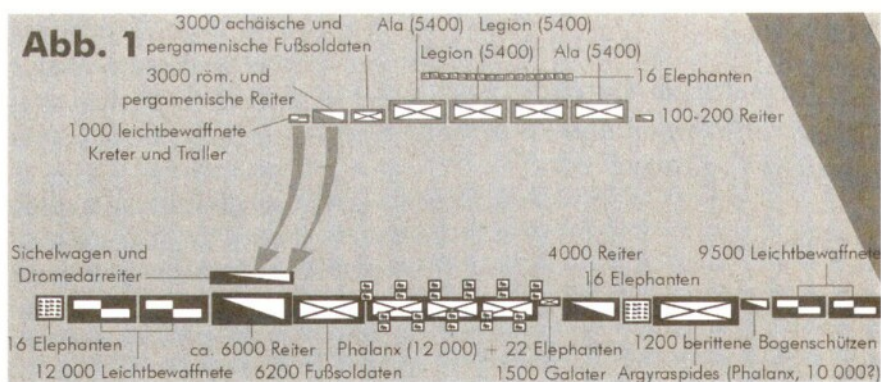 Abb. 1
3000 achäische und
pergamenische Fußsoldaten
Ala (5400)
Legion (5400)
Legion (5400)
Ala (5400)
3000 röm. und
pergamenische Reiter
16 Elephanten
1000 leichtbewaffnete
Kreter und Traller
100-200 Reiter
Sichelwagen und
Dromedarreiter
4000 Reiter
9500 Leichtbewaffnete
16 Elephanten
16 Elephanten
ca. 6000 Reiter
Phalanx (12 000) + 22 Elephanten
1200 berittene Bogenschützen
12 000 Leichtbewaffnete
6200 Fußsoldaten
1500 Galater
Argyraspides (Phalanx, 10 000?)